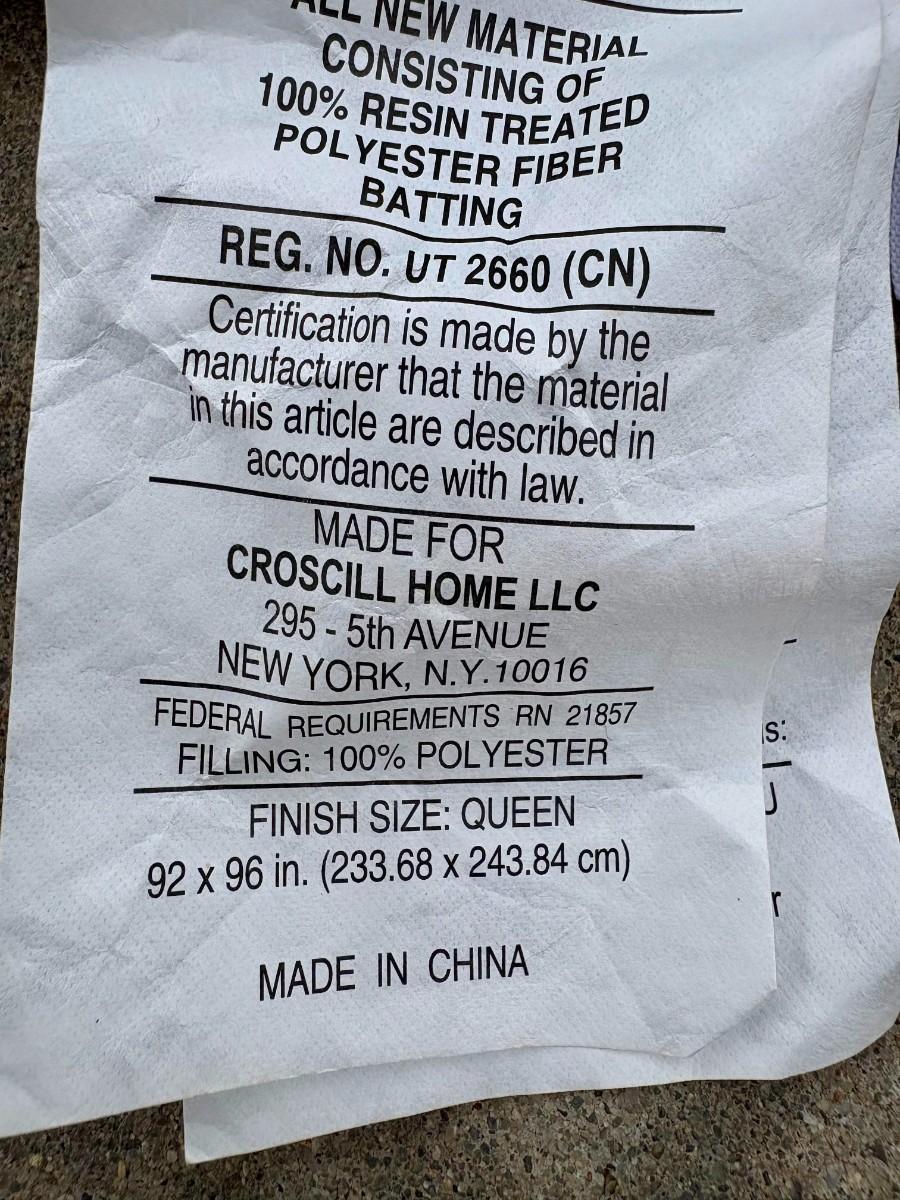 ALL NEW MATERIAL
CONSISTING OF
100% RESIN TREATED
POLYESTER FIBER
BATTING
REG. NO. UT 2660 (CN)
Certification is made by the
manufacturer that the material
in this article are described in
accordance with law.
MADE FOR
CROSCILL HOME LLC
295 - 5th AVENUE
NEW YORK, N.Y. 10016
FEDERAL REQUIREMENTS RN 21857
FILLING: 100% POLYESTER
FINISH SIZE: QUEEN
92 x 96 in. (233.68 x 243.84 cm)
MADE IN CHINA